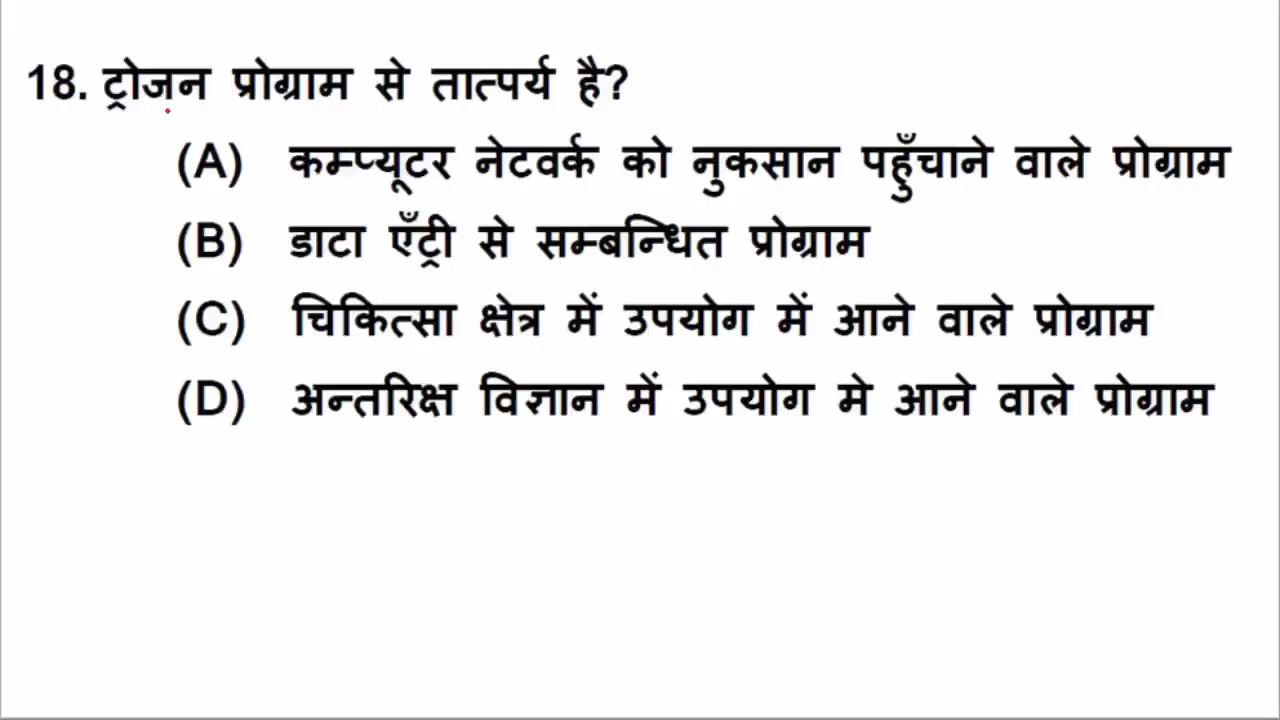 18. ट्रोजन प्रोग्राम से तात्पर्य है?
(A) कम्प्यूटर नेटवर्क को नुकसान पहुँचाने वाले प्रोग्राम
(B) डाटा एँट्री से सम्बन्धित प्रोग्राम
(C) चिकित्सा क्षेत्र में उपयोग में आने वाले प्रोग्राम
(D) अन्तरिक्ष विज्ञान में उपयोग मे आने वाले प्रोग्राम